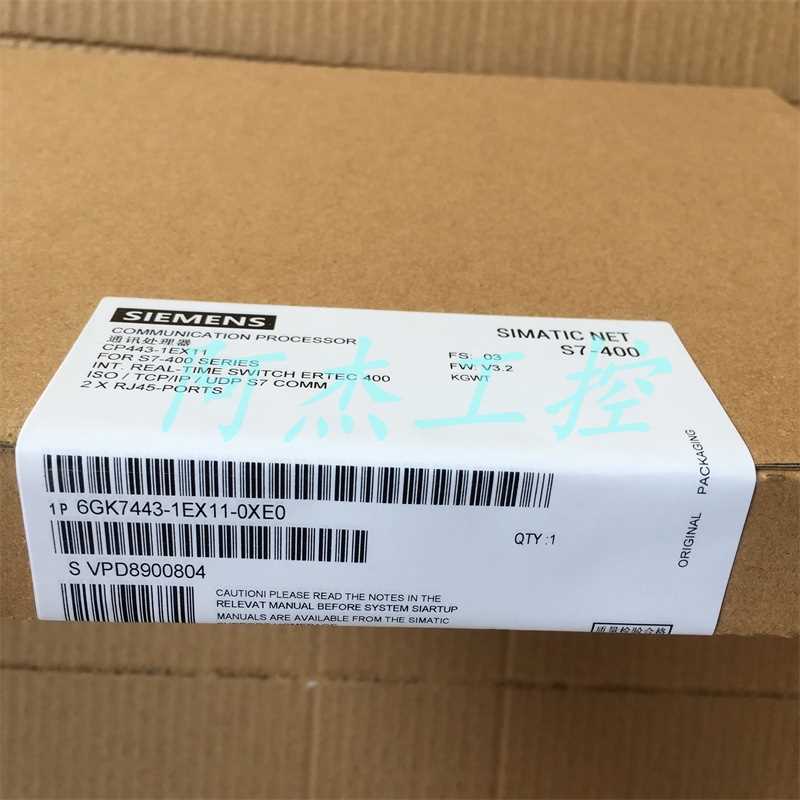 SIEMENS
COMMUNICATION PROCESSOR
通讯处理器
CP443-1EX11
FOR S7-400 SERIES
INT. REAL-TIME SWITCH ERTEC 400
ISO / TCP/IP / UDP S7 COMM
2 X RJ45-PORTS
FS: 03
FW: V3.2
KGWT
SIMATIC NET
S7-400
何杰工控
1P 6GK7443-1EX11-0XE0
QTY :1
S VPD8900804
CAUTIONI PLEASE READ THE NOTES IN THE
RELEVAT MANUAL BEFORE SYSTEM SIARTUP
MANUALS ARE AVAILABLE FROM THE SIMATIC
质量检验合格
ORIGINAL PACKAGING